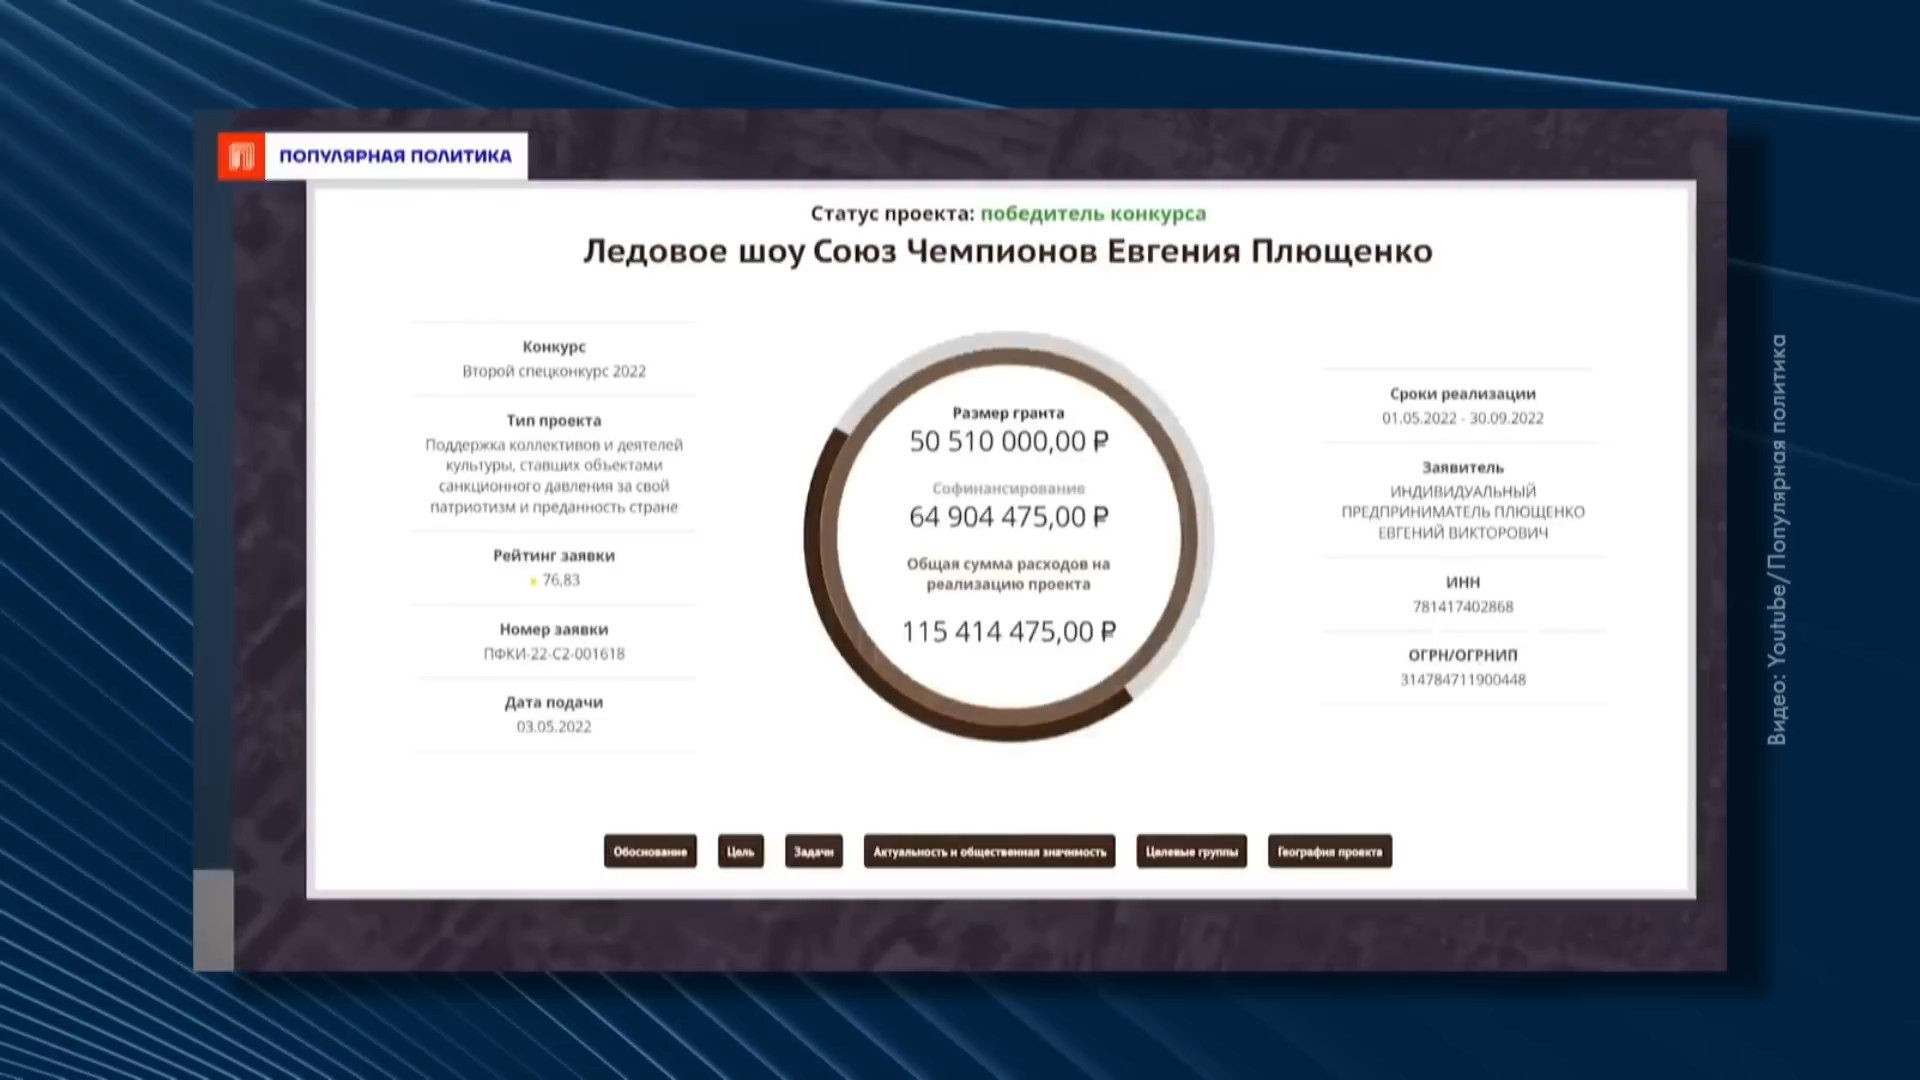 ПОПУЛЯРНАЯ ПОЛИТИКА
Статус проекта: победитель конкурса
Ледовое шоу Союз Чемпионов Евгения Плющенко
Конкурс
Второй спецконкурс 2022
Тип проекта
Поддержка коллективов и деятелей
культуры, ставших объектами
санкционного давления за свой
патриотизм и преданность стране
Рейтинг заявки
76,83
Номер заявки
ПФКИ-22-С2-001618
Дата подачи
03.05.2022
Размер гранта
50 510 000,00 ₽
Софинансирование
64 904 475,00 ₽
Общая сумма расходов на
реализацию проекта
115 414 475,00 ₽
Сроки реализации
01.05.2022 - 30.09.2022
Заявитель
ИНДИВИДУАЛЬНЫЙ
ПРЕДПРИНИМАТЕЛЬ ПЛЮЩЕНКО
ЕВГЕНИЙ ВИКТОРОВИЧ
ИНН
781417402868
ОГРН/ОГРНИП
314784711900448
Обоснование
Цель
Задачи
Актуальность и общественная значимость
Целевые группы
География проекта
Видео: Youtube/Популярная политика